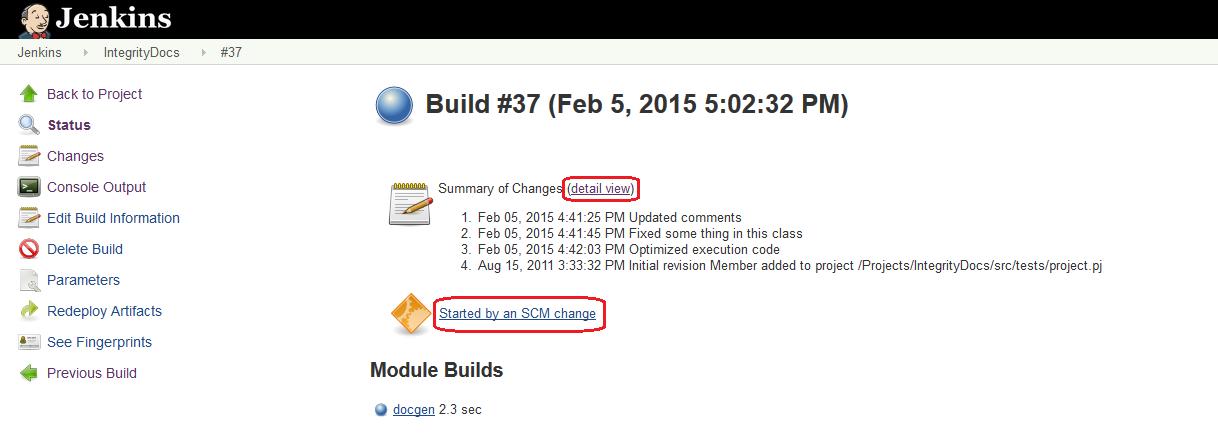 Jenkins
Jenkins IntegrityDocs #37
Back to Project
Status
Changes
Console Output
Edit Build Information
Delete Build
Parameters
Redeploy Artifacts
See Fingerprints
Previous Build
Build #37 (Feb 5, 2015 5:02:32 PM)
Summary of Changes (detail view)
1. Feb 05, 2015 4:41:25 PM Updated comments
2. Feb 05, 2015 4:41:45 PM Fixed some thing in this class
3. Feb 05, 2015 4:42:03 PM Optimized execution code
4. Aug 15, 2011 3:33:32 PM Initial revision Member added to project /Projects/IntegrityDocs/src/tests/project.pj
Started by an SCM change
Module Builds
docgen 2.3 sec